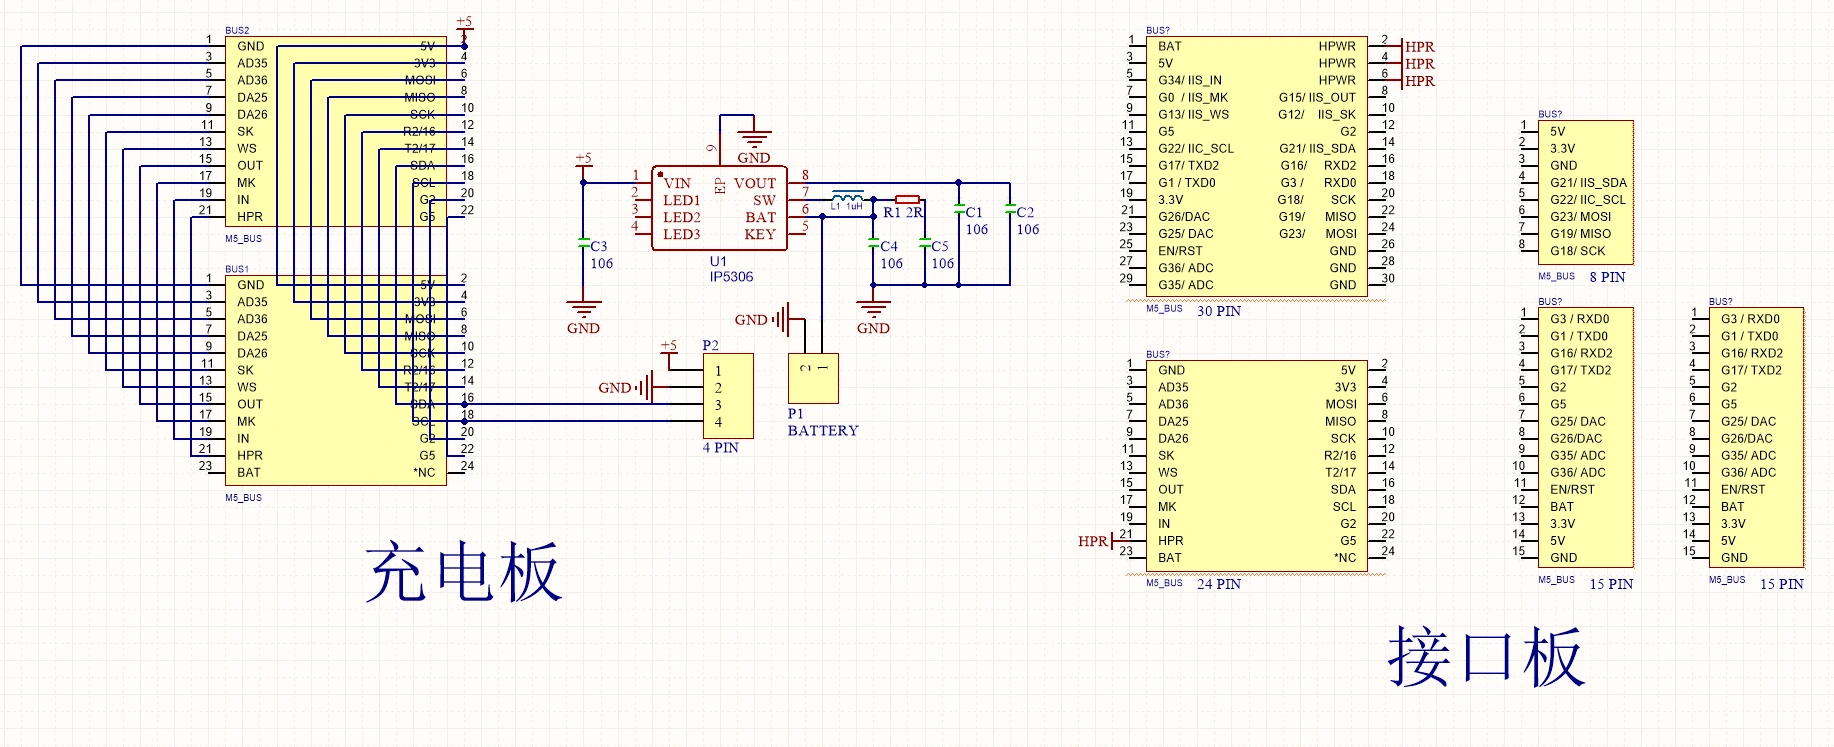 BUS2
+5
1 GND 5V 2
3 AD35 3V3 4
5 AD36 MOSI 6
7 DA25 MISO 8
9 DA26 SCK 10
11 SK R2/16 12
13 WS T2/17 14
15 OUT SDA 16
17 MK SCL 18
19 IN G2 20
21 HPR G5 22
M5_BUS
BUS1
1 GND 5V 2
3 AD35 3V3 4
5 AD36 MOSI 6
7 DA25 MISO 8
9 DA26 SCK 10
11 SK R2/16 12
13 WS T2/17 14
15 OUT SDA 16
17 MK SCL 18
19 IN G2 20
21 HPR G5 22
23 BAT *NC 24
M5_BUS
充电板
GND
9
EP
+5
1 VIN VOUT 8
2 LED1 SW 7
3 LED2 BAT 6
4 LED3 KEY 5
U1
IP5306
C3
106
GND
L1 1uH
R1 2R
C1
106
C2
106
C4
106
C5
106
GND
GND
2 1
P1
BATTERY
+5
GND
P2
1
2
3
4
4 PIN
BUS?
1 BAT HPWR 2 HPR
3 5V HPWR 4 HPR
5 G34/ IIS_IN HPWR 6 HPR
7 G0 / IIS_MK G15/ IIS_OUT 8
9 G13/ IIS_WS G12/ IIS_SK 10
11 G5 G2 12
13 G22/ IIC_SCL G21/ IIS_SDA 14
15 G17/ TXD2 G16/ RXD2 16
17 G1 / TXD0 G3 / RXD0 18
19 3.3V G18/ SCK 20
21 G26/DAC G19/ MISO 22
23 G25/ DAC G23/ MOSI 24
25 EN/RST GND 26
27 G36/ ADC GND 28
29 G35/ ADC GND 30
M5_BUS 30 PIN
BUS?
1 GND 5V 2
3 AD35 3V3 4
5 AD36 MOSI 6
7 DA25 MISO 8
9 DA26 SCK 10
11 SK R2/16 12
13 WS T2/17 14
15 OUT SDA 16
17 MK SCL 18
19 IN G2 20
HPR 21 HPR G5 22
23 BAT *NC 24
M5_BUS 24 PIN
BUS?
1 5V
2 3.3V
3 GND
4 G21/ IIS_SDA
5 G22/ IIC_SCL
6 G23/ MOSI
7 G19/ MISO
8 G18/ SCK
M5_BUS 8 PIN
BUS?
1 G3 / RXD0
2 G1 / TXD0
3 G16/ RXD2
4 G17/ TXD2
5 G2
6 G5
7 G25/ DAC
8 G26/DAC
9 G35/ ADC
10 G36/ ADC
11 EN/RST
12 BAT
13 3.3V
14 5V
15 GND
M5_BUS 15 PIN
BUS?
1 G3 / RXD0
2 G1 / TXD0
3 G16/ RXD2
4 G17/ TXD2
5 G2
6 G5
7 G25/ DAC
8 G26/DAC
9 G35/ ADC
10 G36/ ADC
11 EN/RST
12 BAT
13 3.3V
14 5V
15 GND
M5_BUS 15 PIN
接口板